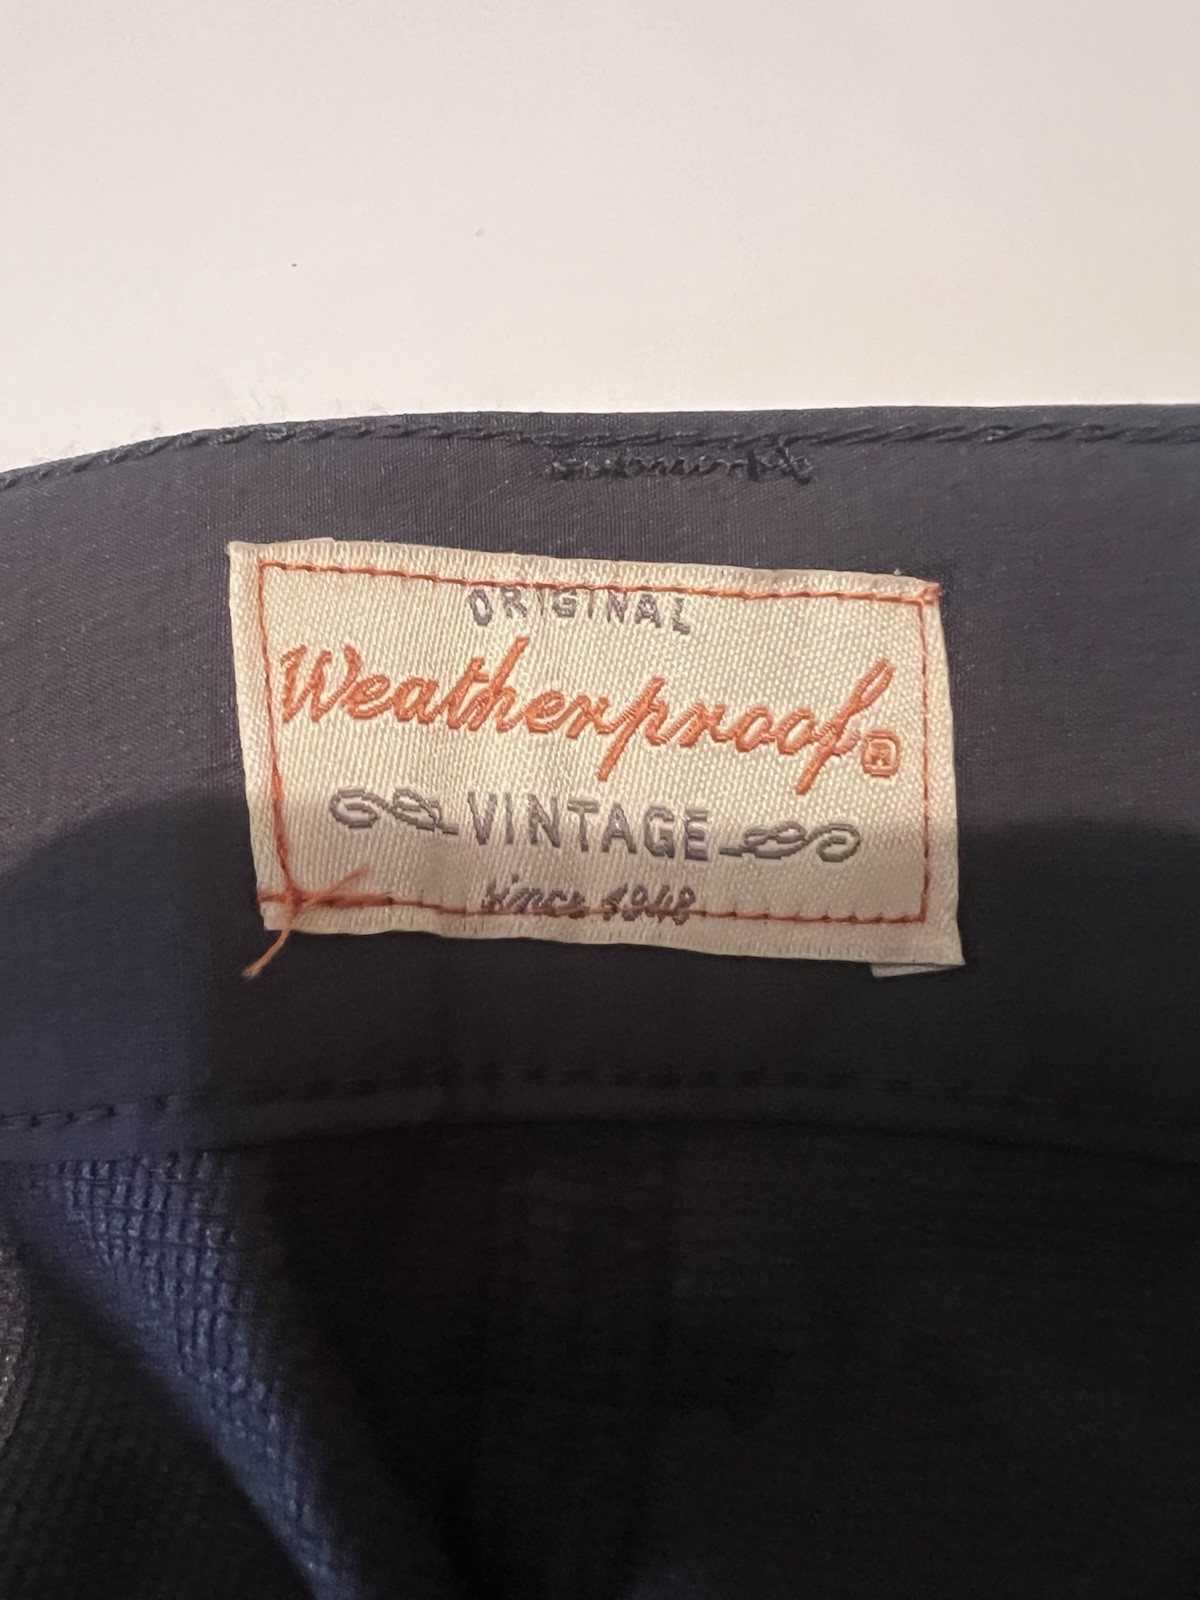 ORIGINAL
Weatherproof®
VINTAGE
since 1948